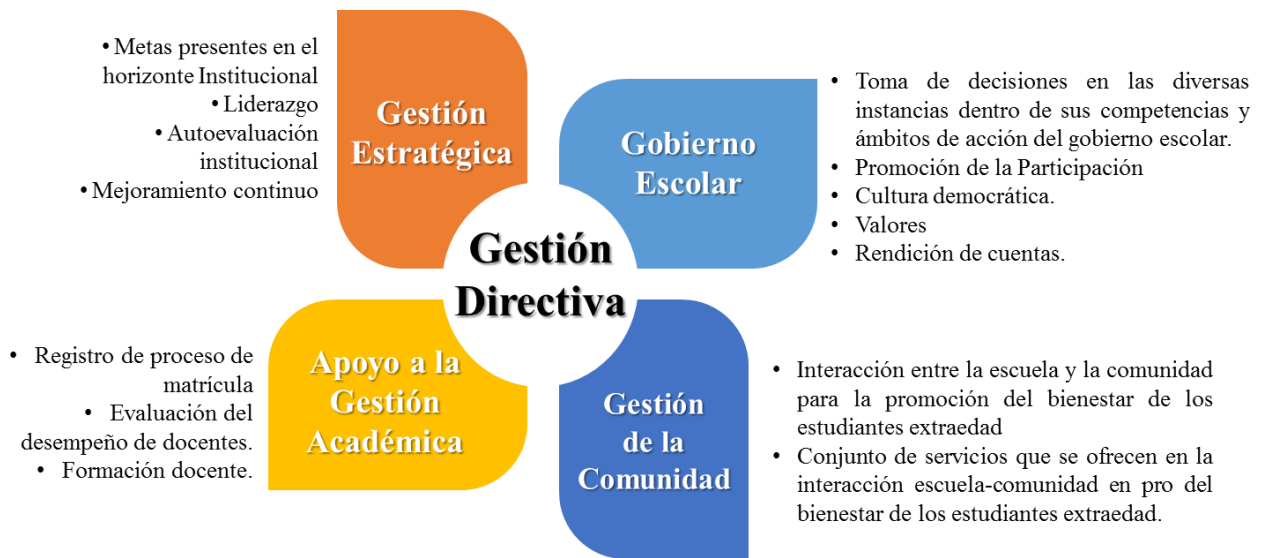 • Metas presentes en el
horizonte Institucional
• Liderazgo
• Autoevaluación
institucional
• Mejoramiento continuo
Gestión
Estratégica
Gobierno
Escolar
• Toma de decisiones en las diversas
instancias dentro de sus competencias y
ámbitos de acción del gobierno escolar.
• Promoción de la Participación
• Cultura democrática.
• Valores
• Rendición de cuentas.
Gestión
Directiva
• Registro de proceso de
matrícula
• Evaluación del
desempeño de docentes.
• Formación docente.
Apoyo a la
Gestión
Académica
Gestión
de la
Comunidad
• Interacción entre la escuela y la comunidad
para la promoción del bienestar de los
estudiantes extraedad
• Conjunto de servicios que se ofrecen en la
interacción escuela-comunidad en pro del
bienestar de los estudiantes extraedad.